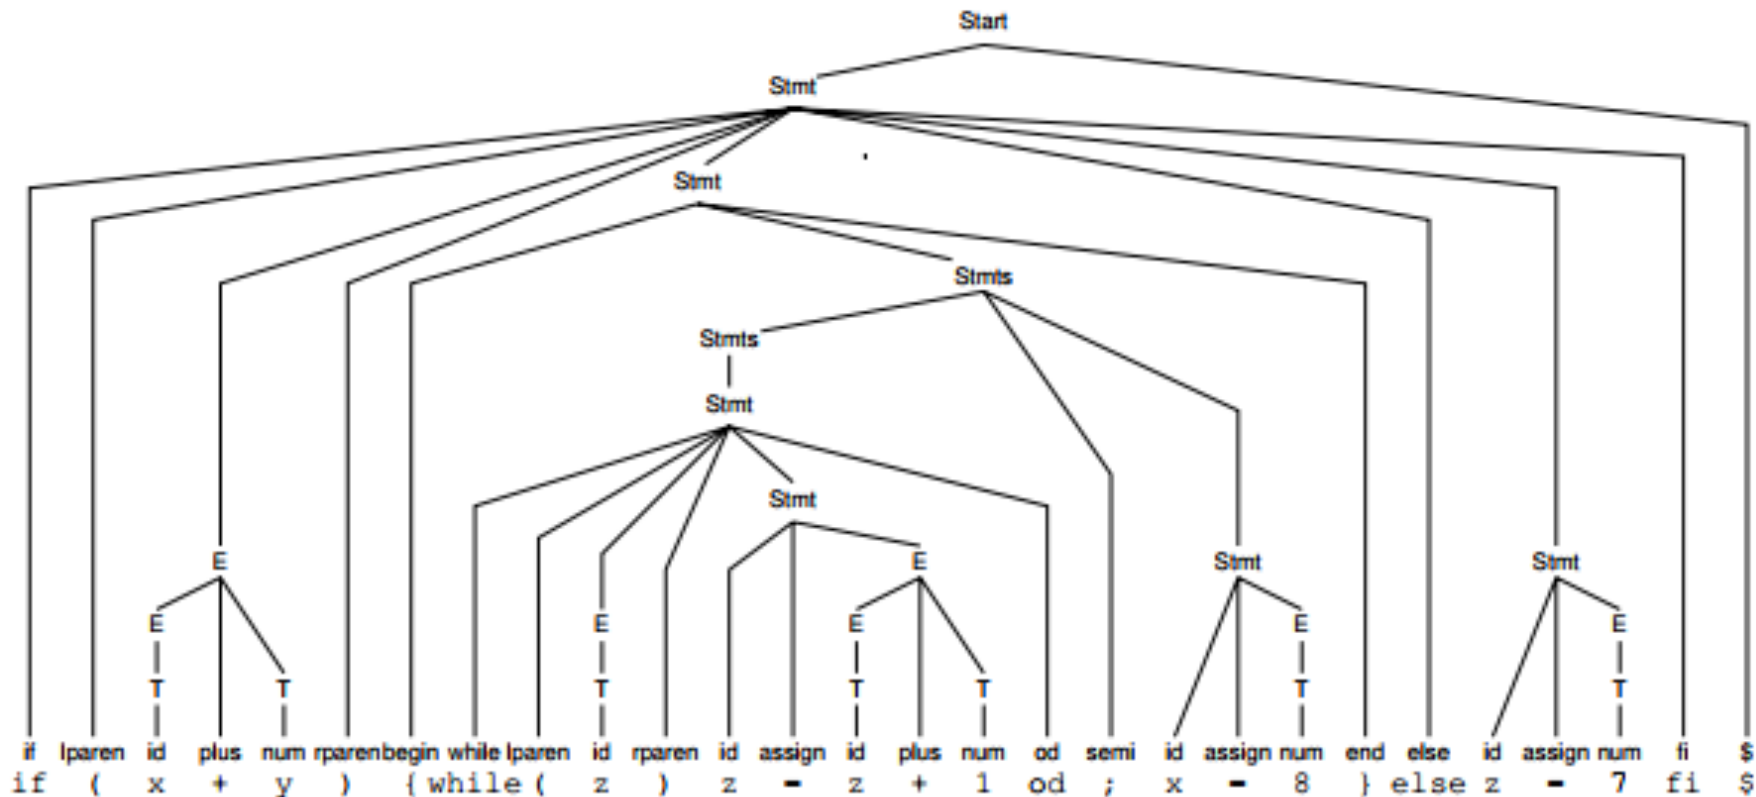 Start
Stmt
Stmt
Stmts
Stmts
Stmt
Stmt
E E Stmt Stmt
E E E E E
T T T T T T T
if lparen id plus num rparen begin while lparen id rparen id assign id plus num od semi id assign num end else id assign num fi $
if ( x + y ) { while ( z ) z = z + 1 od ; x = 8 } else z = 7 fi $